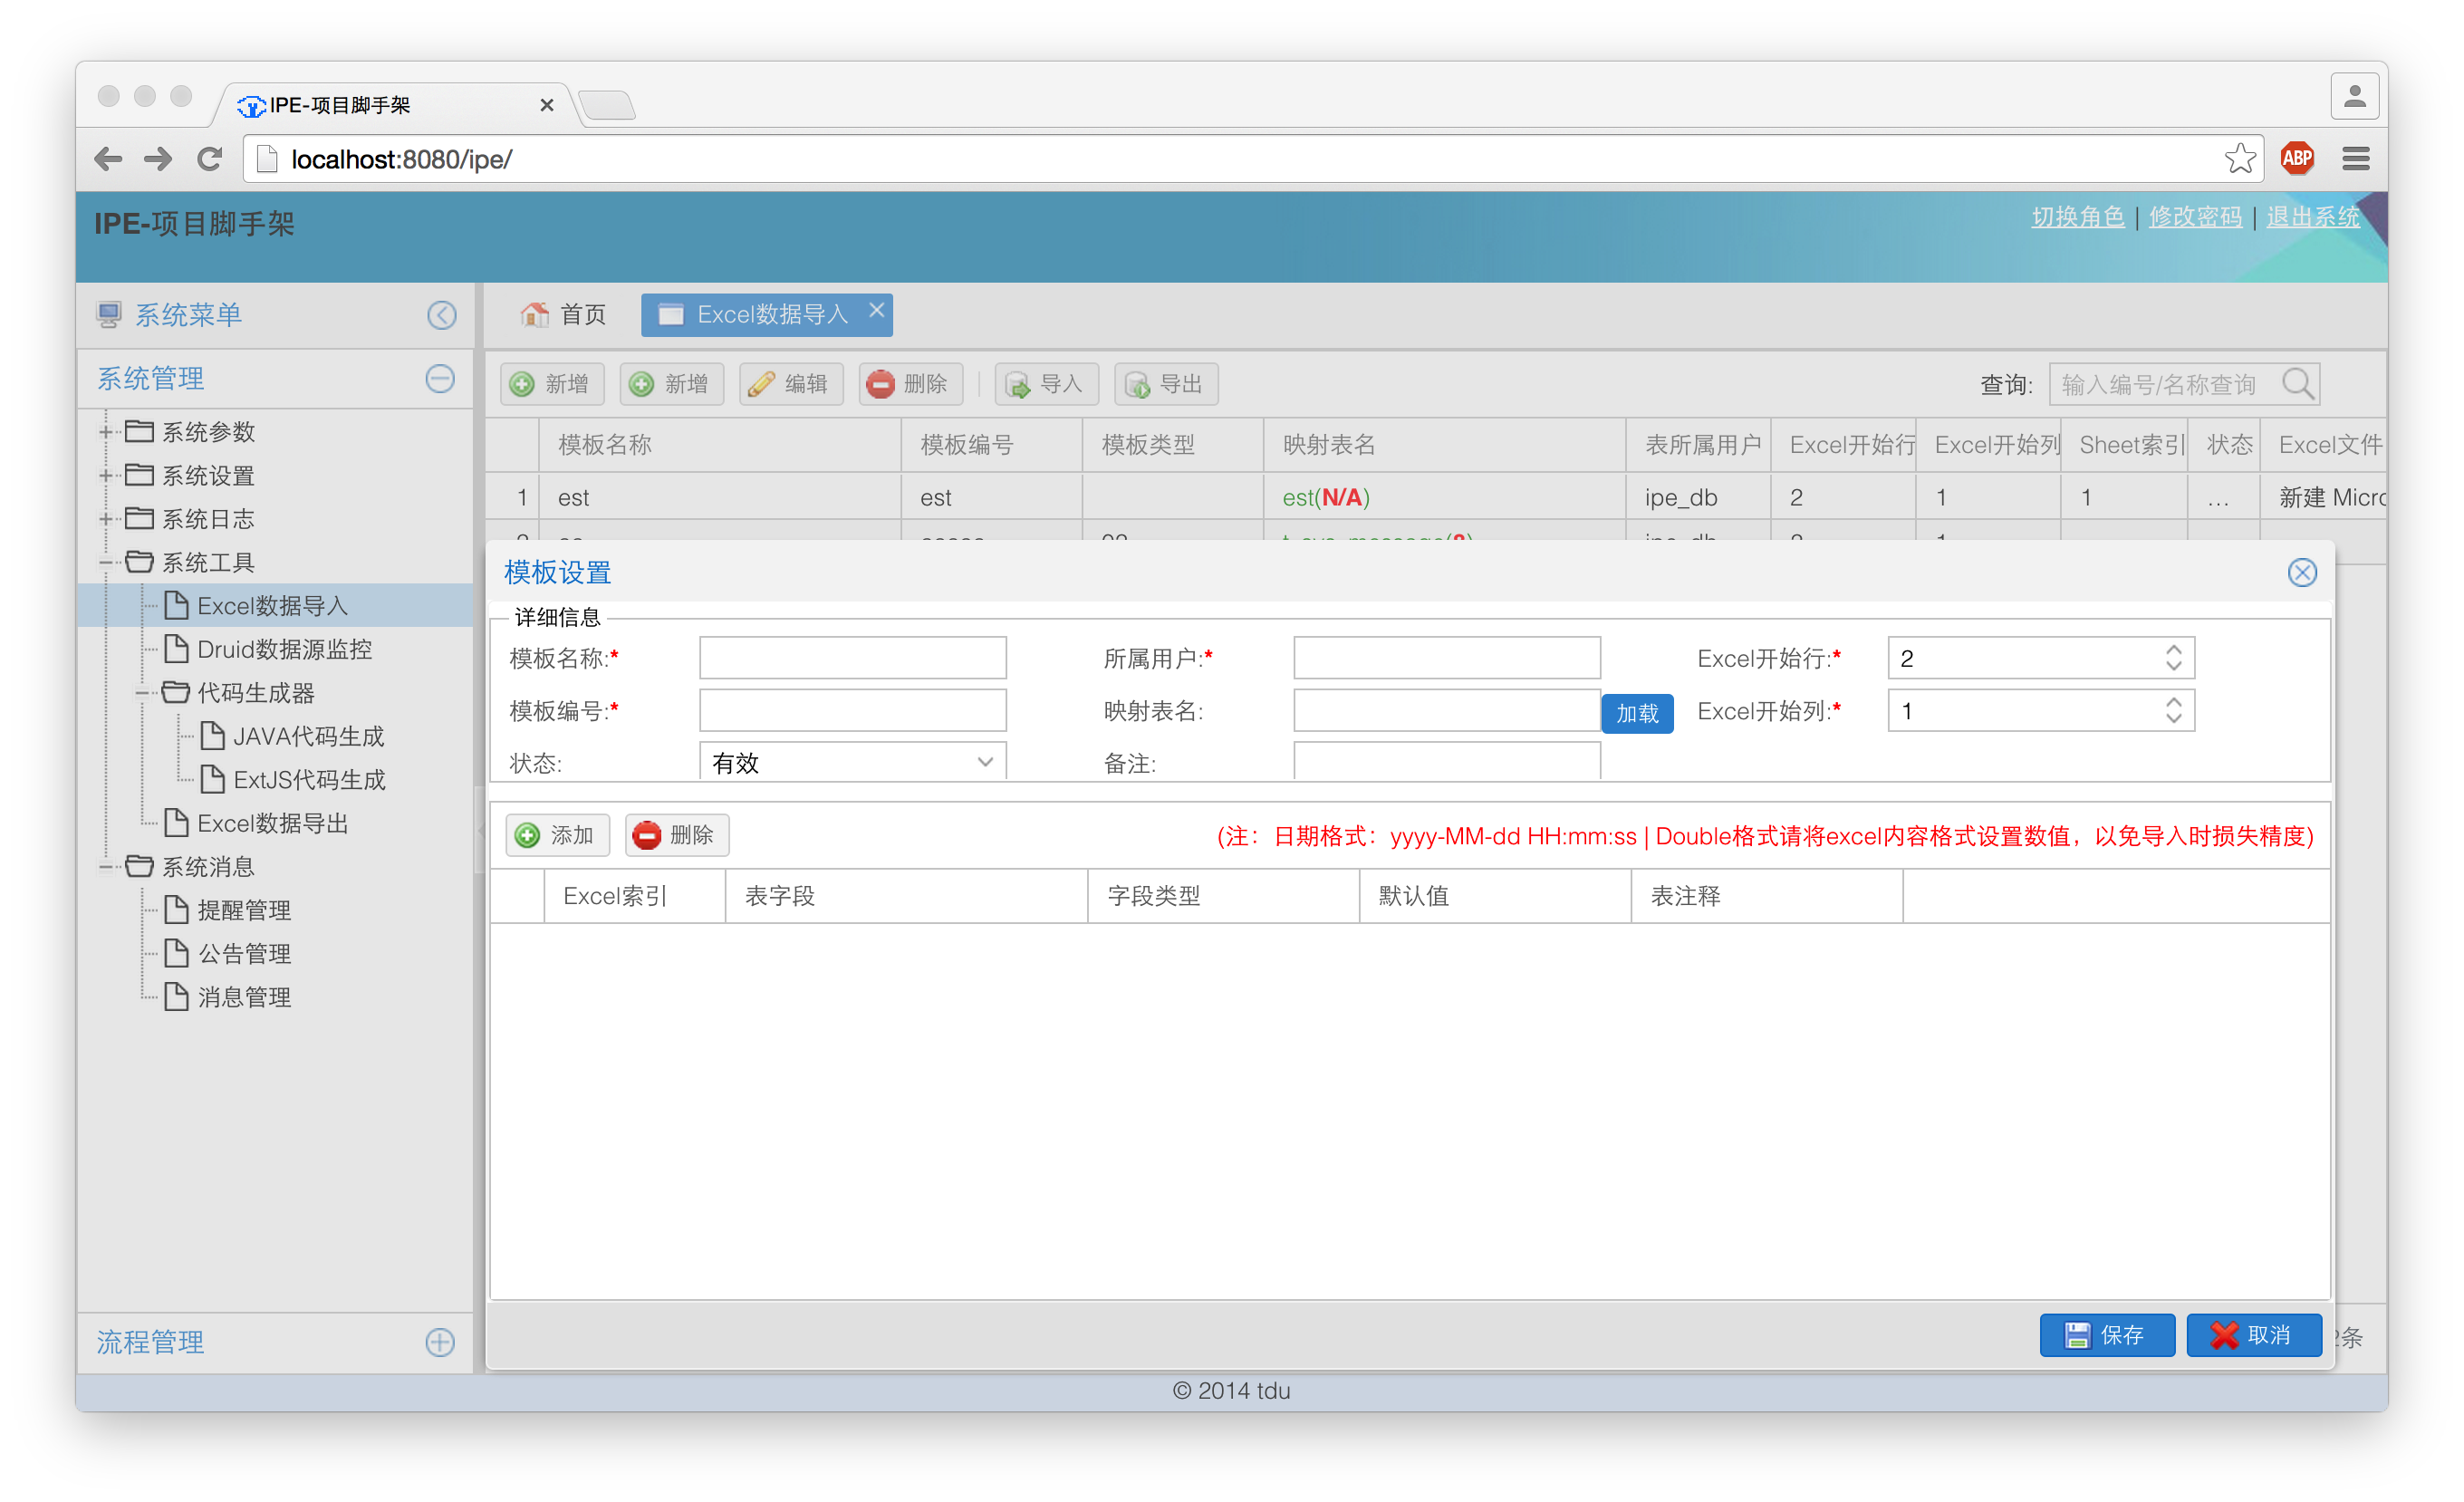 IPE-项目脚手架
localhost:8080/ipe/
ABP
IPE-项目脚手架
切换角色 | 修改密码 | 退出系统
系统菜单
首页
Excel数据导入
系统管理
新增
新增
编辑
删除
导入
导出
查询:
输入编号/名称查询
系统参数
系统设置
系统日志
系统工具
Excel数据导入
Druid数据源监控
代码生成器
JAVA代码生成
ExtJS代码生成
Excel数据导出
系统消息
提醒管理
公告管理
消息管理
流程管理
模板名称 模板编号 模板类型 映射表名 表所属用户 Excel开始行 Excel开始列 Sheet索引 状态 Excel文件
1 est est est(N/A) ipe_db 2 1 1 ... 新建 Micro
模板设置
详细信息
模板名称:* 所属用户:* Excel开始行:* 2
模板编号:* 映射表名: 加载 Excel开始列:* 1
状态: 有效 备注:
添加 删除 (注：日期格式：yyyy-MM-dd HH:mm:ss | Double格式请将excel内容格式设置数值，以免导入时损失精度)
Excel索引 表字段 字段类型 默认值 表注释
保存 取消
条
© 2014 tdu